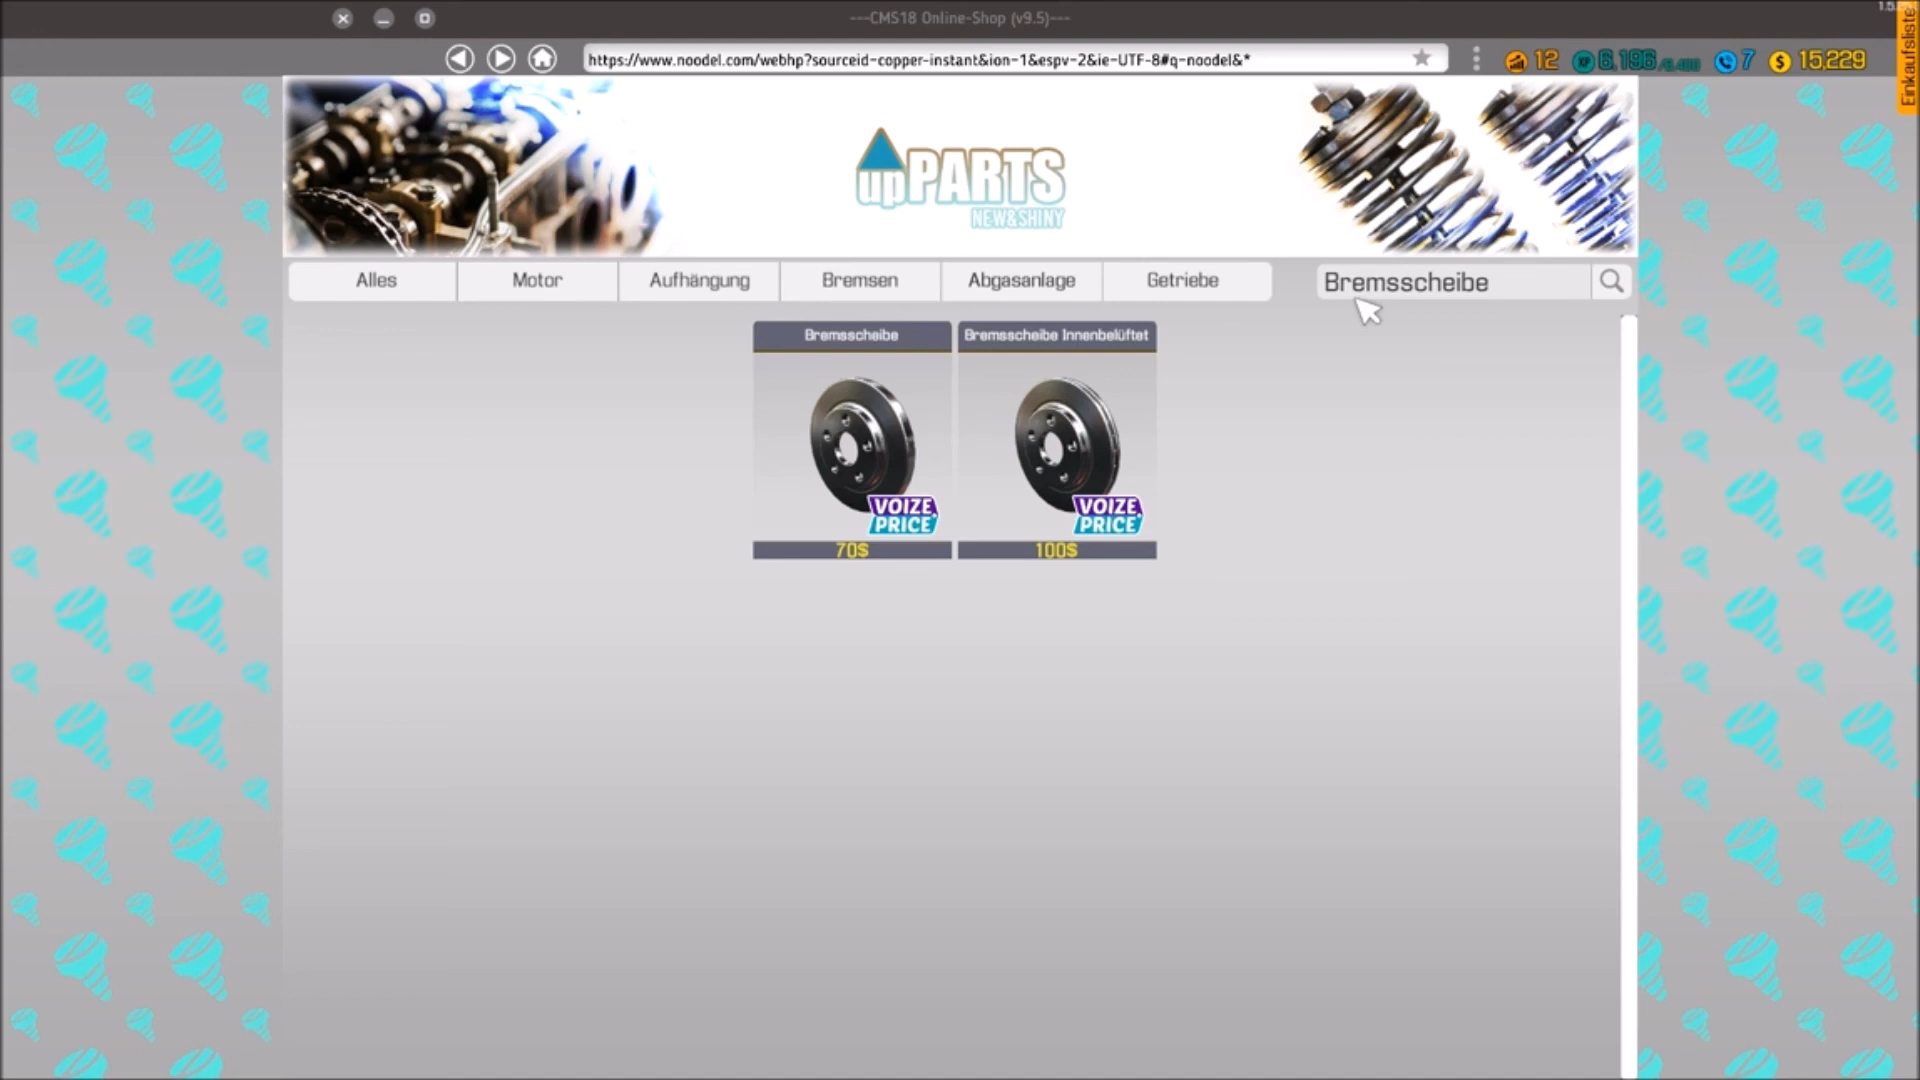 ---CMS18 Online-Shop (v9.5)---
https://www.noodel.com/webhp?sourceid-copper-instant&ion-1&espv-2&ie-UTF-8#q-noodel&*
12
6,196
7
$ 15,229
Einkaufsliste
upPARTS
NEW&SHINY
Alles
Motor
Aufhängung
Bremsen
Abgasanlage
Getriebe
Bremsscheibe
Bremsscheibe
Bremsscheibe Innenbelüftet
VOIZE
PRICE
VOIZE
PRICE
70$
100$